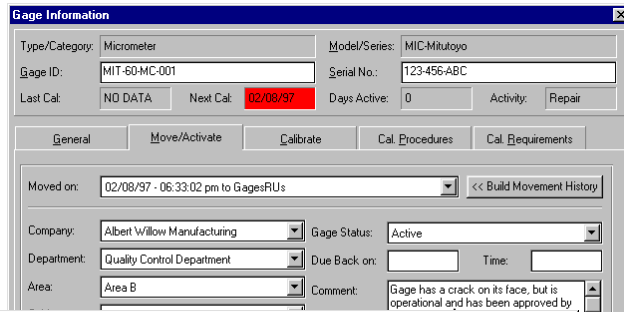 Gage Information
Type/Category: Micrometer Model/Series: MIC-Mitutoyo
Gage ID: MIT-60-MC-001 Serial No.: 123-456-ABC
Last Cal: NO DATA Next Cal: 02/08/97 Days Active: 0 Activity: Repair
General Move/Activate Calibrate Cal. Procedures Cal. Requirements
Moved on: 02/08/97 - 06:33:02 pm to GagesRUs << Build Movement History
Company: Albert Willow Manufacturing Gage Status: Active
Department: Quality Control Department Due Back on: Time:
Area: Area B Comment: Gage has a crack on its face, but is
operational and has been approved by